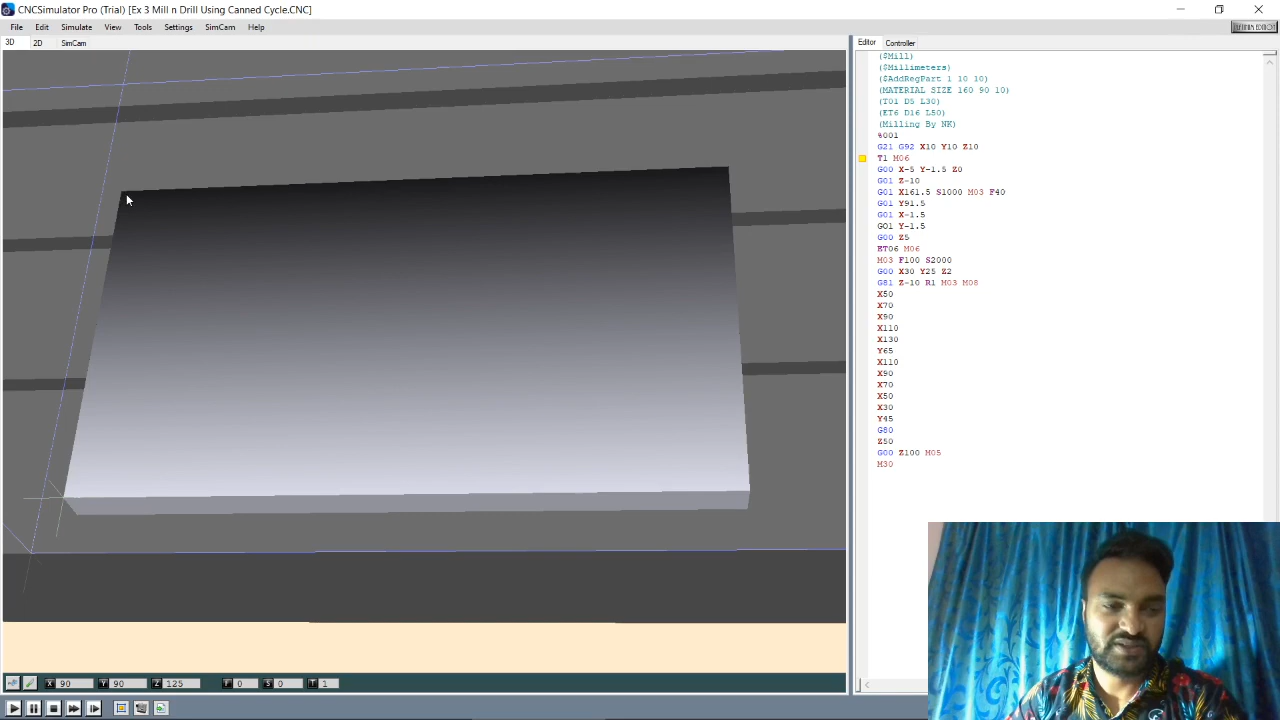 CNCSimulator Pro (Trial) [Ex 3 Mill n Drill Using Canned Cycle.CNC]
File Edit Simulate View Tools Settings SimCam Help
3D 2D SimCam
Editor Controller
($Mill)
($Millimeters)
($AddRegPart 1 10 10)
(MATERIAL SIZE 160 90 10)
(T01 D5 L30)
(ET6 D16 L50)
(Milling By NK)
%001
G21 G92 X10 Y10 Z10
T1 M06
G00 X-5 Y-1.5 Z0
G01 Z-10
G01 X161.5 S1000 M03 F40
G01 Y91.5
G01 X-1.5
GO1 Y-1.5
G00 Z5
ET06 M06
M03 F100 S2000
G00 X30 Y25 Z2
G81 Z-10 R1 M03 M08
X50
X70
X90
X110
X130
Y65
X110
X90
X70
X50
X30
Y45
G80
Z50
G00 Z100 M05
M30
X 90 Y 90 Z 125 F 0 S 0 T 1